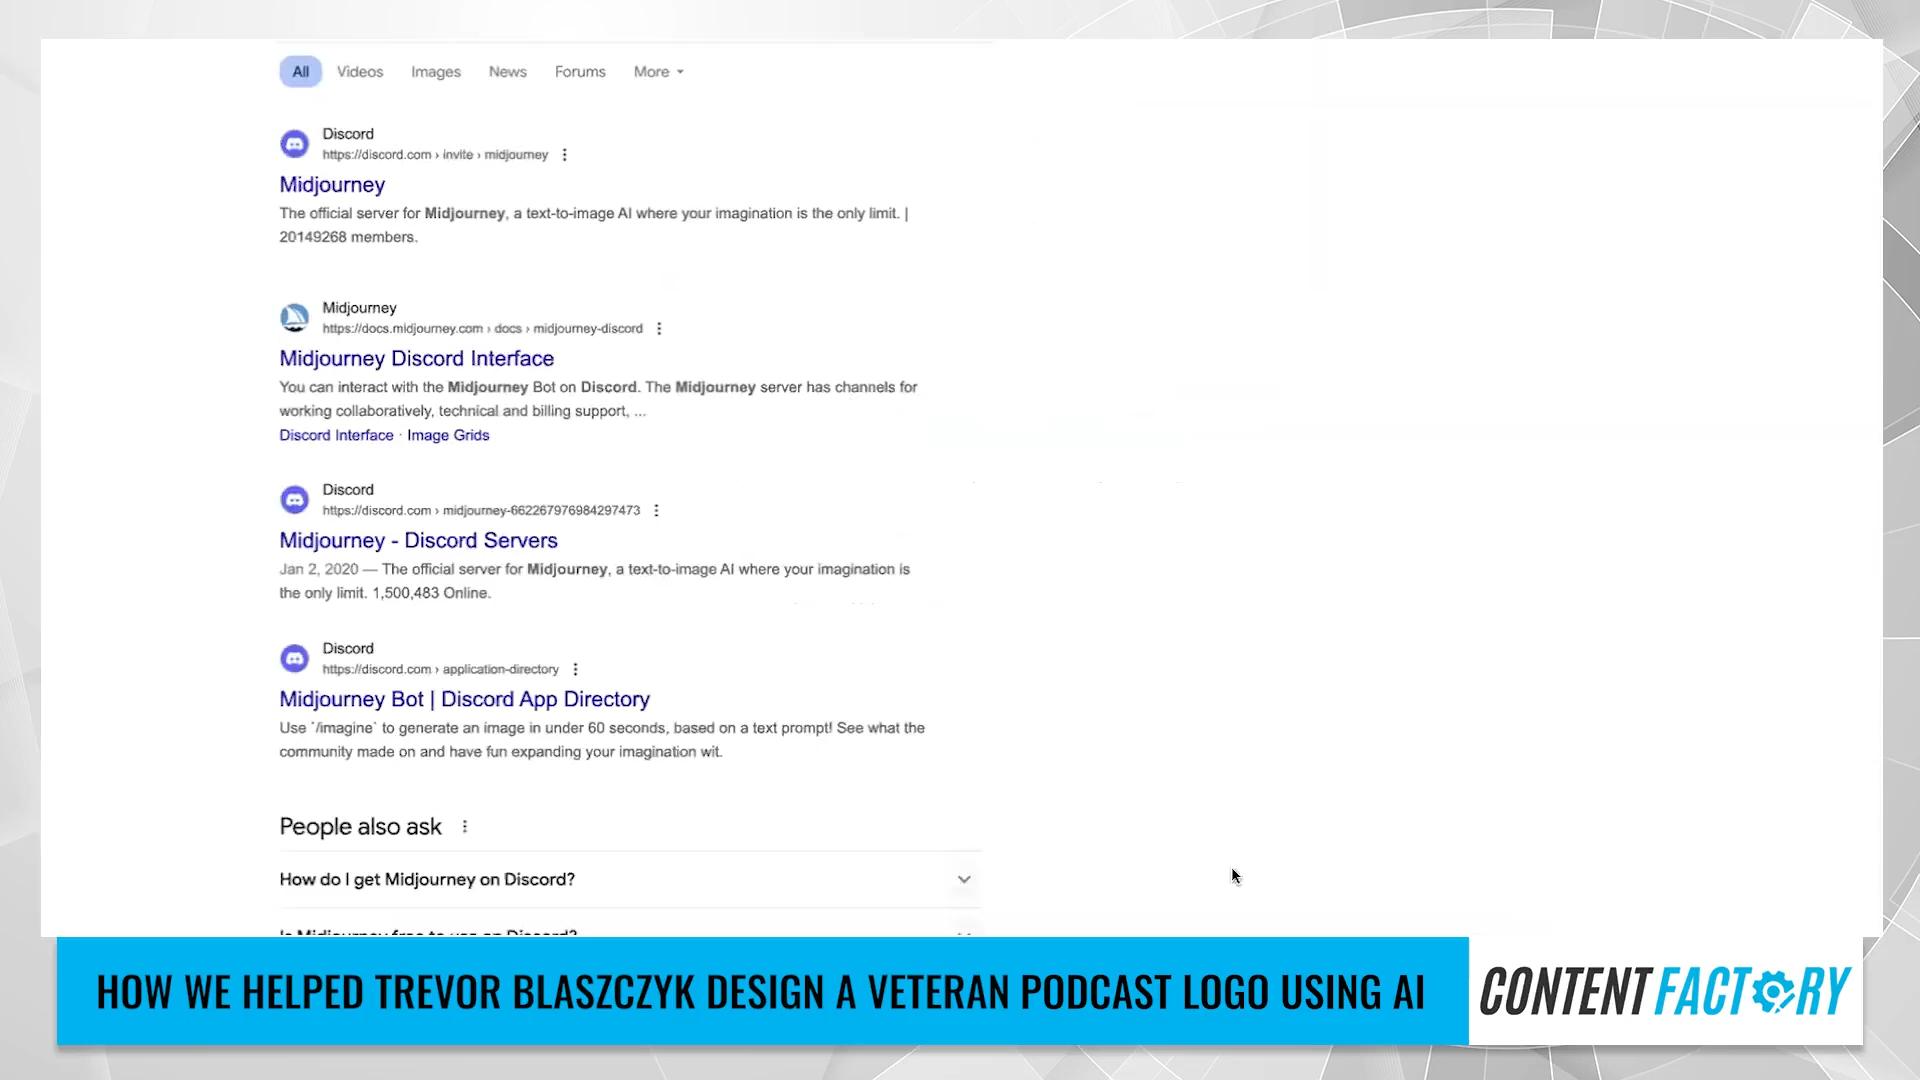 All Videos Images News Forums More
Discord
https://discord.com › invite › midjourney
Midjourney
The official server for Midjourney, a text-to-image AI where your imagination is the only limit. |
20149268 members.
Midjourney
https://docs.midjourney.com › docs › midjourney-discord
Midjourney Discord Interface
You can interact with the Midjourney Bot on Discord. The Midjourney server has channels for
working collaboratively, technical and billing support, ...
Discord Interface · Image Grids
Discord
https://discord.com › midjourney-662267976984297473
Midjourney - Discord Servers
Jan 2, 2020 — The official server for Midjourney, a text-to-image AI where your imagination is
the only limit. 1,500,483 Online.
Discord
https://discord.com › application-directory
Midjourney Bot | Discord App Directory
Use `/imagine` to generate an image in under 60 seconds, based on a text prompt! See what the
community made on and have fun expanding your imagination wit.
People also ask
How do I get Midjourney on Discord?
Is Midjourney free to use on Discord?
HOW WE HELPED TREVOR BLASZCZYK DESIGN A VETERAN PODCAST LOGO USING AI
CONTENT FACTORY